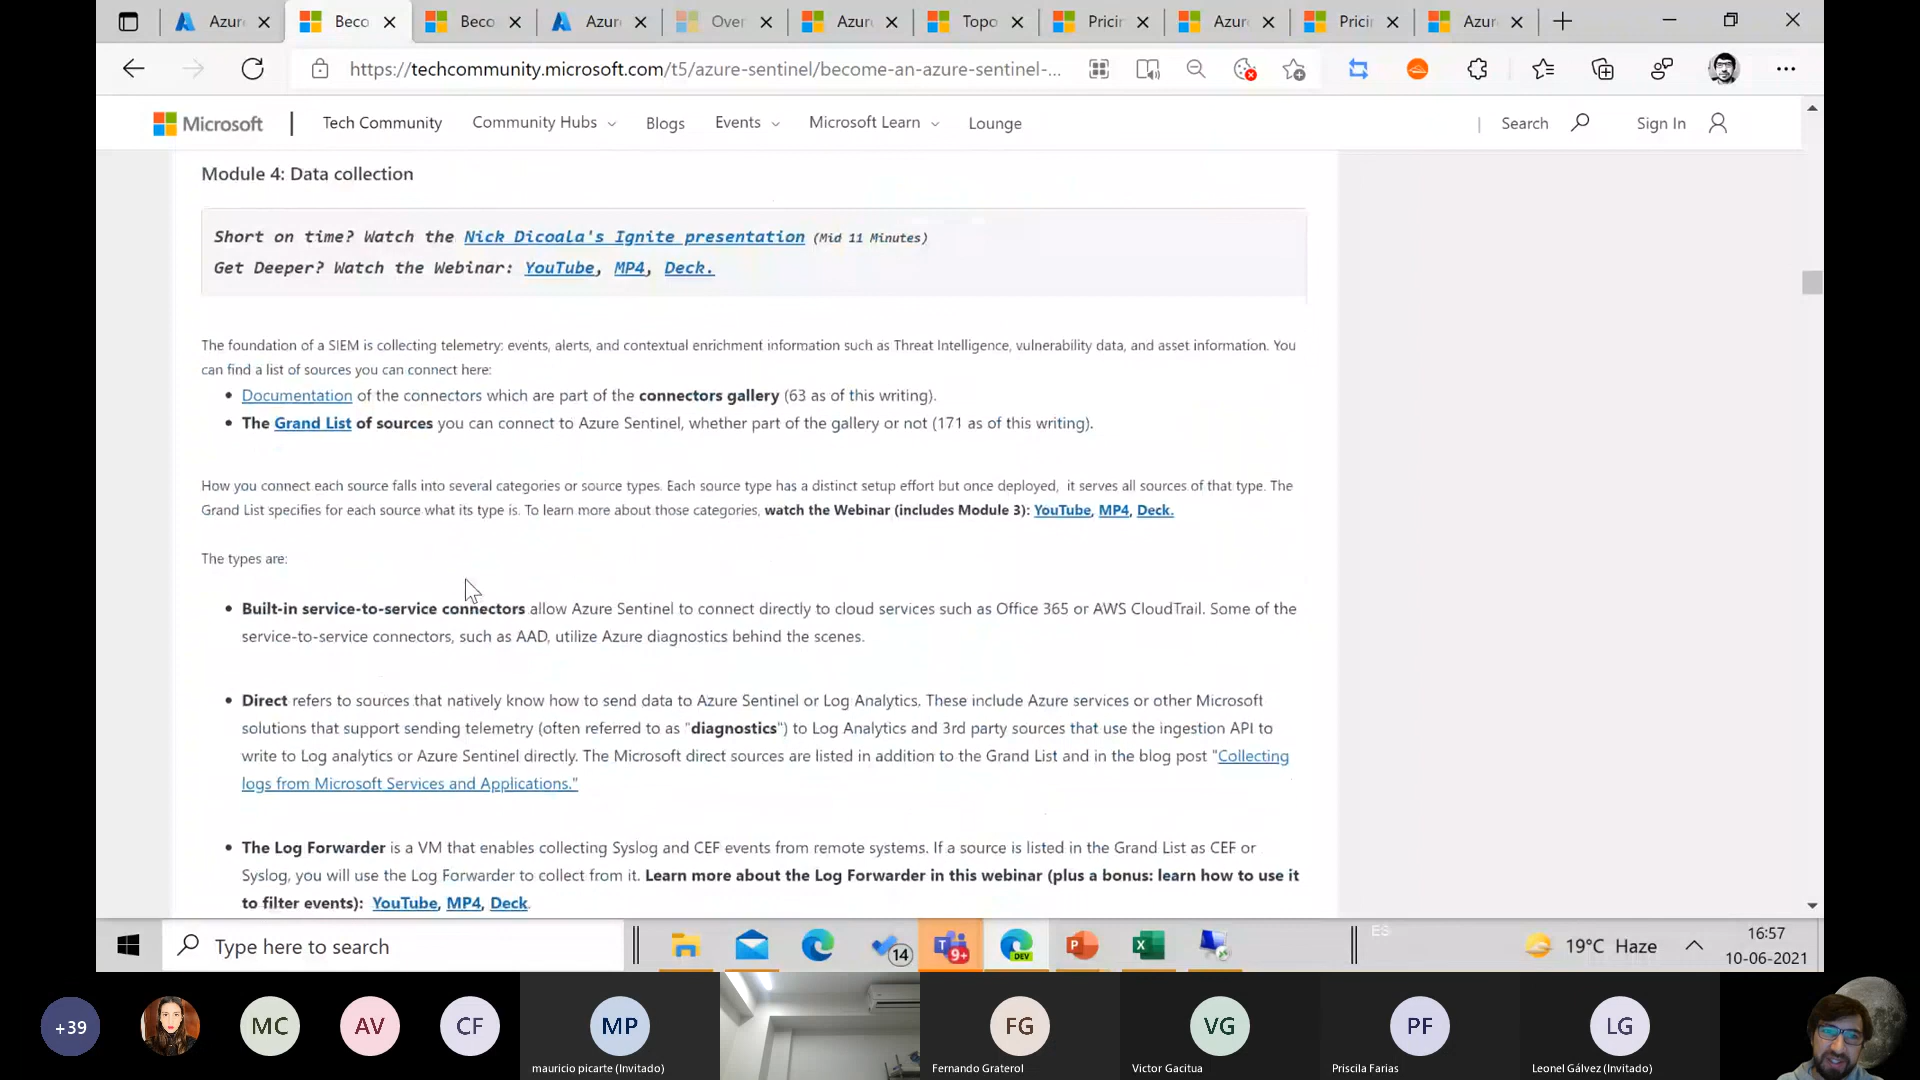 Azur
Beco
Beco
Azur
Over
Azur
Topo
Pricin
Azur
Pricin
Azur
https://techcommunity.microsoft.com/t5/azure-sentinel/become-an-azure-sentinel-...
Microsoft
Tech Community
Community Hubs
Blogs
Events
Microsoft Learn
Lounge
Search
Sign In
Module 4: Data collection
Short on time? Watch the Nick Dicoala's Ignite presentation (Mid 11 Minutes)
Get Deeper? Watch the Webinar: YouTube, MP4, Deck.
The foundation of a SIEM is collecting telemetry: events, alerts, and contextual enrichment information such as Threat Intelligence, vulnerability data, and asset information. You
can find a list of sources you can connect here:
• Documentation of the connectors which are part of the connectors gallery (63 as of this writing).
• The Grand List of sources you can connect to Azure Sentinel, whether part of the gallery or not (171 as of this writing).
How you connect each source falls into several categories or source types. Each source type has a distinct setup effort but once deployed, it serves all sources of that type. The
Grand List specifies for each source what its type is. To learn more about those categories, watch the Webinar (includes Module 3): YouTube, MP4, Deck.
The types are:
• Built-in service-to-service connectors allow Azure Sentinel to connect directly to cloud services such as Office 365 or AWS CloudTrail. Some of the
service-to-service connectors, such as AAD, utilize Azure diagnostics behind the scenes.
• Direct refers to sources that natively know how to send data to Azure Sentinel or Log Analytics. These include Azure services or other Microsoft
solutions that support sending telemetry (often referred to as "diagnostics") to Log Analytics and 3rd party sources that use the ingestion API to
write to Log analytics or Azure Sentinel directly. The Microsoft direct sources are listed in addition to the Grand List and in the blog post "Collecting
logs from Microsoft Services and Applications."
• The Log Forwarder is a VM that enables collecting Syslog and CEF events from remote systems. If a source is listed in the Grand List as CEF or
Syslog, you will use the Log Forwarder to collect from it. Learn more about the Log Forwarder in this webinar (plus a bonus: learn how to use it
to filter events): YouTube, MP4, Deck.
Type here to search
14
9+
DEV
ES
19°C Haze
16:57
10-06-2021
+39
MC
AV
CF
MP
mauricio picarte (Invitado)
FG
Fernando Graterol
VG
Victor Gacitua
PF
Priscila Farias
LG
Leonel Gálvez (Invitado)